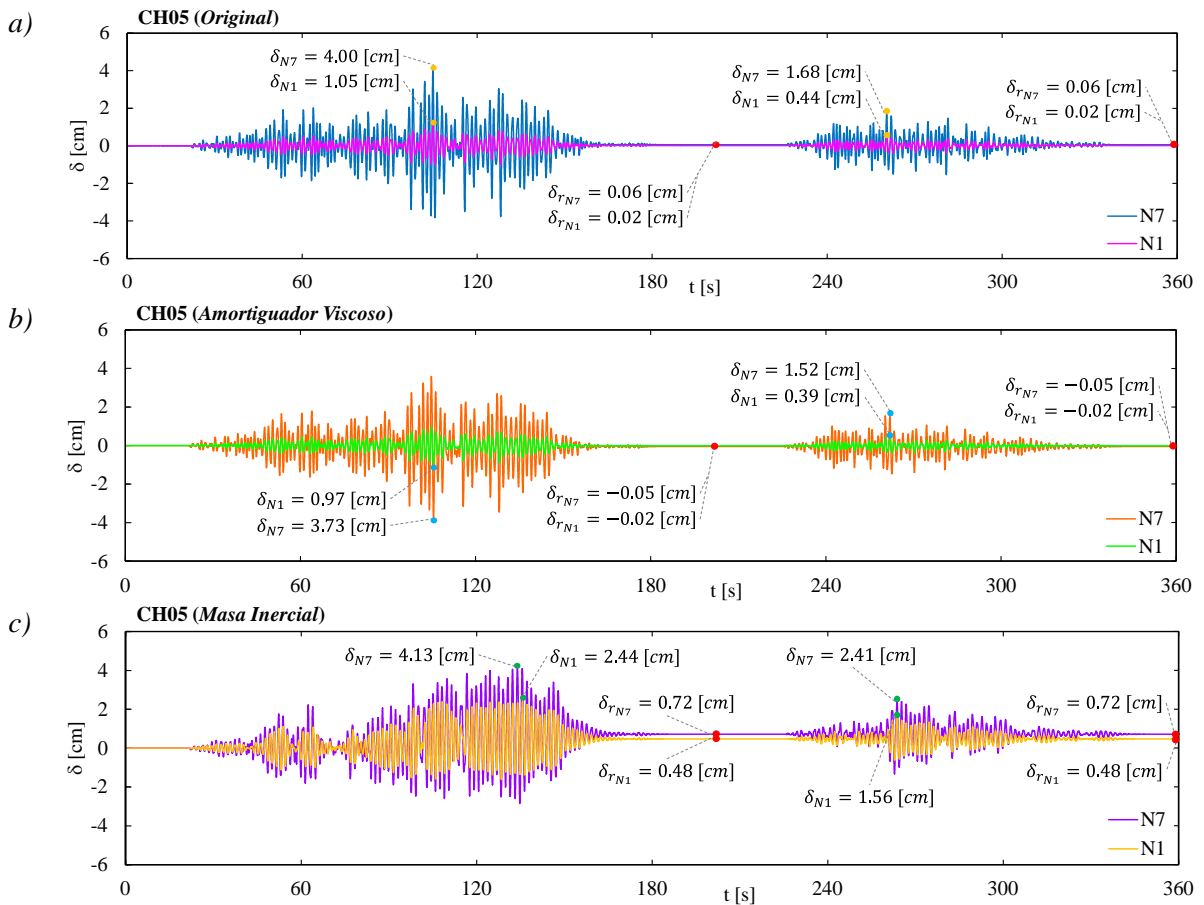 a)
CH05 (Original)
6
4
2
0
-2
-4
-6
δ [cm]
δN7 = 4.00 [cm]
δN1 = 1.05 [cm]
δN7 = 1.68 [cm]
δN1 = 0.44 [cm]
δrN7 = 0.06 [cm]
δrN1 = 0.02 [cm]
δrN7 = 0.06 [cm]
δrN1 = 0.02 [cm]
N7
N1
0 60 120 180 240 300 360
t [s]
b)
CH05 (Amortiguador Viscoso)
6
4
2
0
-2
-4
-6
δ [cm]
δN7 = 1.52 [cm]
δN1 = 0.39 [cm]
δrN7 = −0.05 [cm]
δrN1 = −0.02 [cm]
δN1 = 0.97 [cm]
δN7 = 3.73 [cm]
δrN7 = −0.05 [cm]
δrN1 = −0.02 [cm]
N7
N1
0 60 120 180 240 300 360
t [s]
c)
CH05 (Masa Inercial)
6
4
2
0
-2
-4
-6
δ [cm]
δN7 = 4.13 [cm]
δN1 = 2.44 [cm]
δN7 = 2.41 [cm]
δrN7 = 0.72 [cm]
δrN7 = 0.72 [cm]
δrN1 = 0.48 [cm]
δrN1 = 0.48 [cm]
δN1 = 1.56 [cm]
N7
N1
0 60 120 180 240 300 360
t [s]